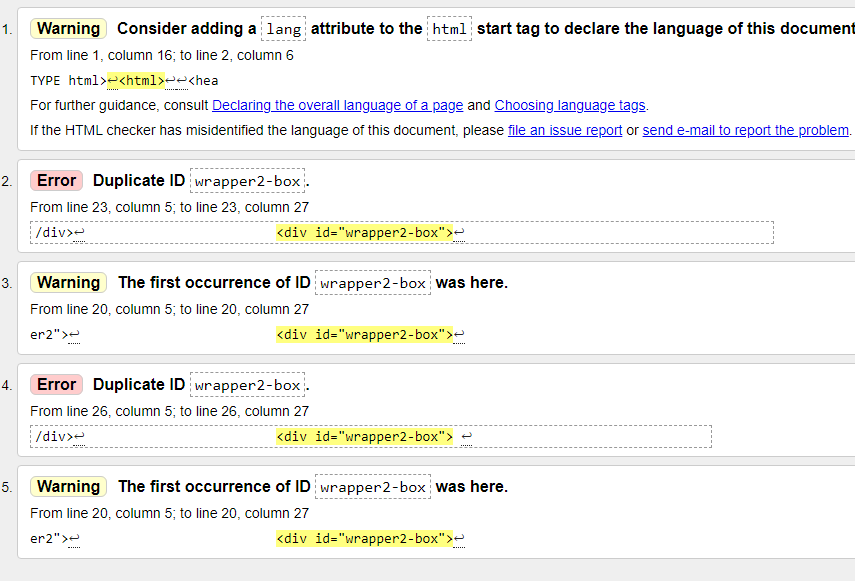 1. Warning Consider adding a lang attribute to the html start tag to declare the language of this document
From line 1, column 16; to line 2, column 6
TYPE html>↩<html>↩↩<hea
For further guidance, consult Declaring the overall language of a page and Choosing language tags.
If the HTML checker has misidentified the language of this document, please file an issue report or send e-mail to report the problem.
2. Error Duplicate ID wrapper2-box.
From line 23, column 5; to line 23, column 27
/div>↩ <div id="wrapper2-box">↩
3. Warning The first occurrence of ID wrapper2-box was here.
From line 20, column 5; to line 20, column 27
er2">↩ <div id="wrapper2-box">↩
4. Error Duplicate ID wrapper2-box.
From line 26, column 5; to line 26, column 27
/div>↩ <div id="wrapper2-box"> ↩
5. Warning The first occurrence of ID wrapper2-box was here.
From line 20, column 5; to line 20, column 27
er2">↩ <div id="wrapper2-box">↩